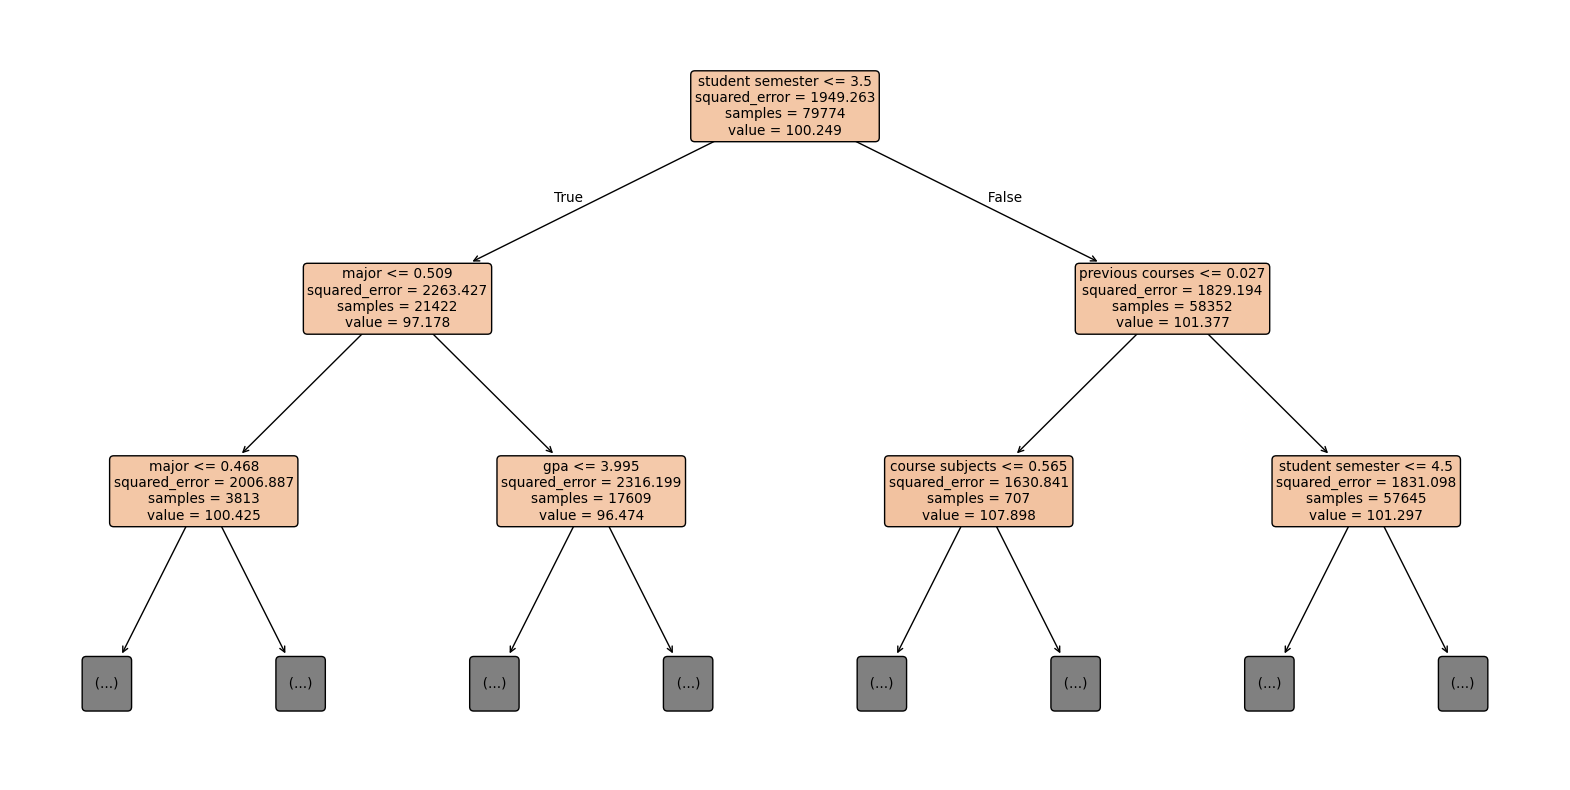 student semester <= 3.5
squared_error = 1949.263
samples = 79774
value = 100.249
True
False
major <= 0.509
squared_error = 2263.427
samples = 21422
value = 97.178
previous courses <= 0.027
squared_error = 1829.194
samples = 58352
value = 101.377
major <= 0.468
squared_error = 2006.887
samples = 3813
value = 100.425
gpa <= 3.995
squared_error = 2316.199
samples = 17609
value = 96.474
course subjects <= 0.565
squared_error = 1630.841
samples = 707
value = 107.898
student semester <= 4.5
squared_error = 1831.098
samples = 57645
value = 101.297
(...)
(...)
(...)
(...)
(...)
(...)
(...)
(...)